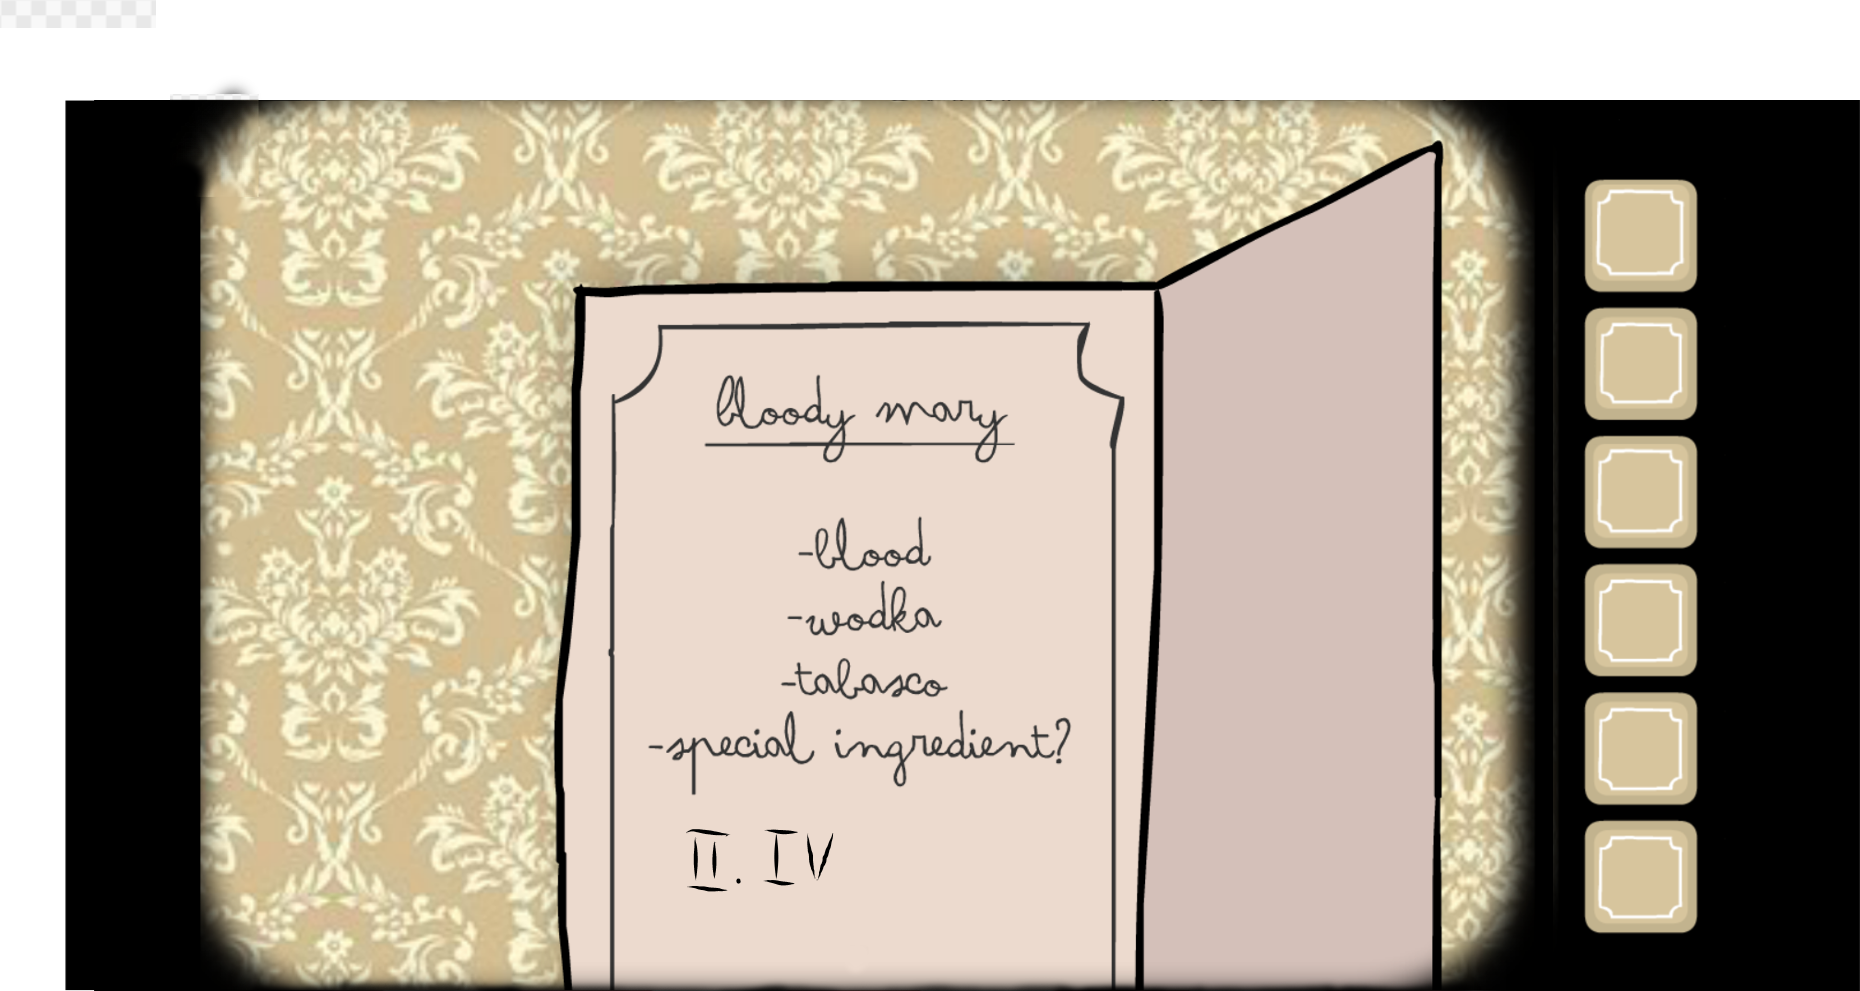 bloody mary
-blood
-wodka
-tabasco
-special ingredient?
II. IV